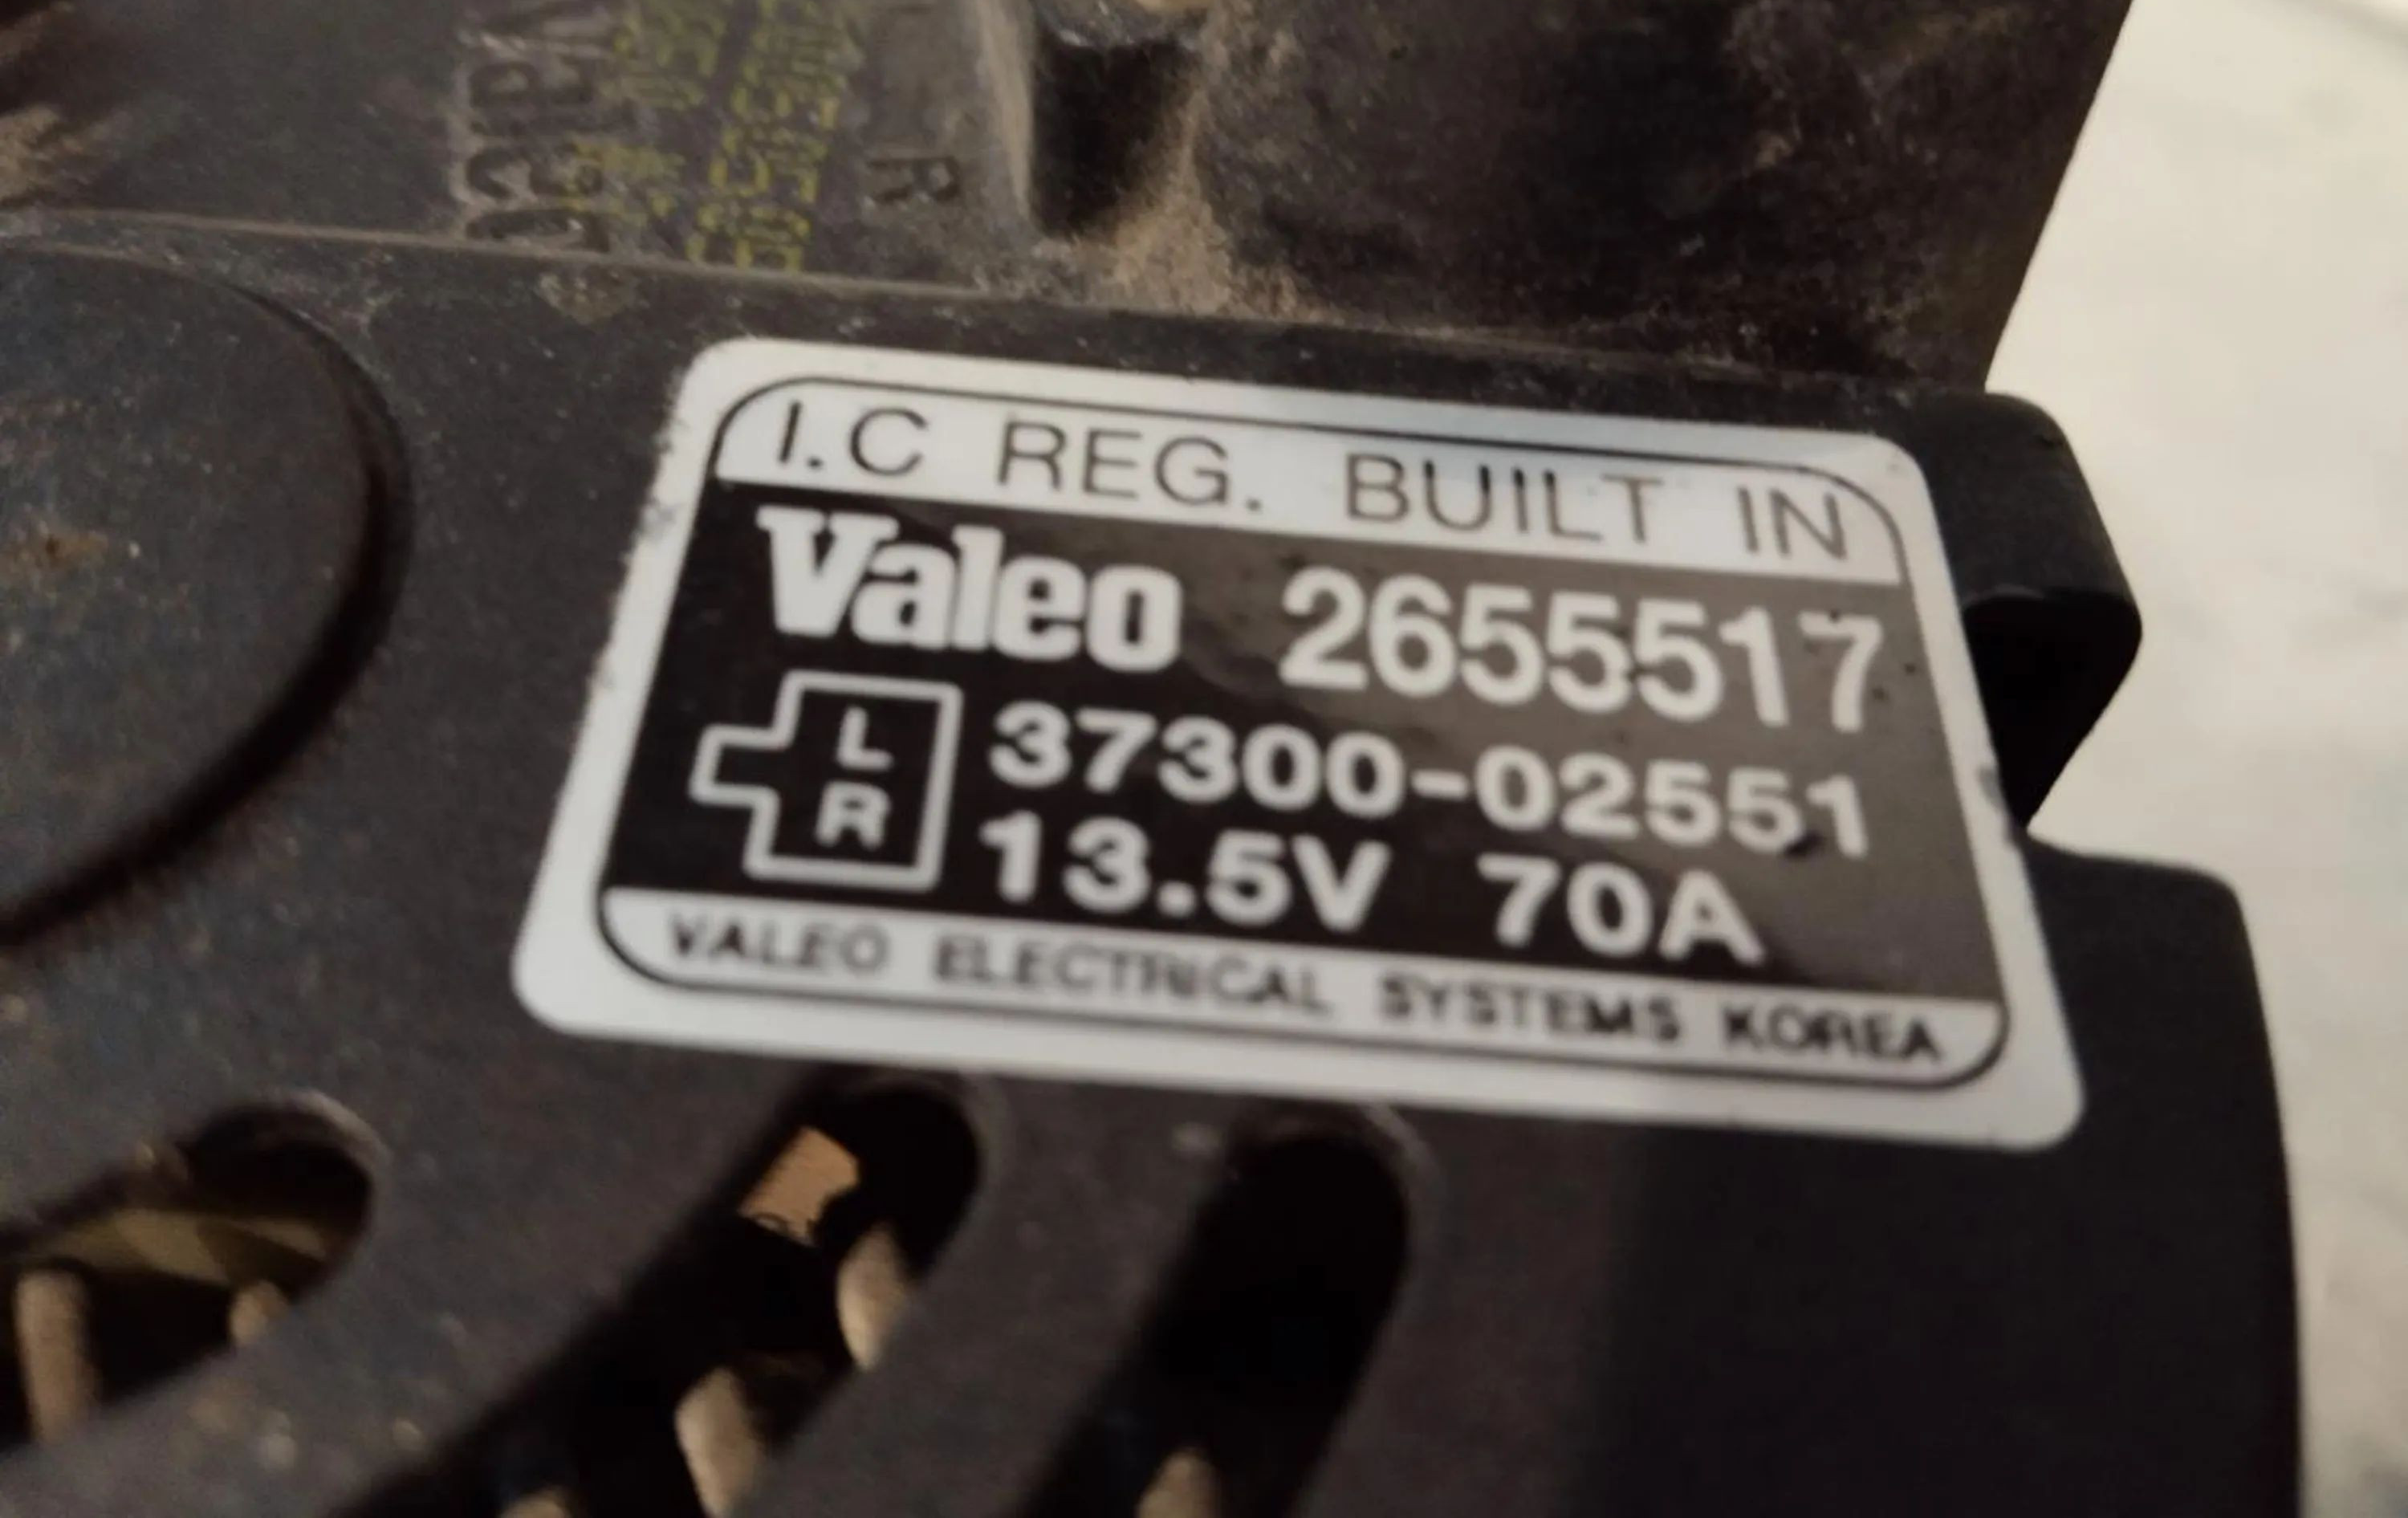 R
I.C REG. BUILT IN
Valeo 2655517
L
R
37300-02551
13.5V 70A
VALEO ELECTRICAL SYSTEMS KOREA